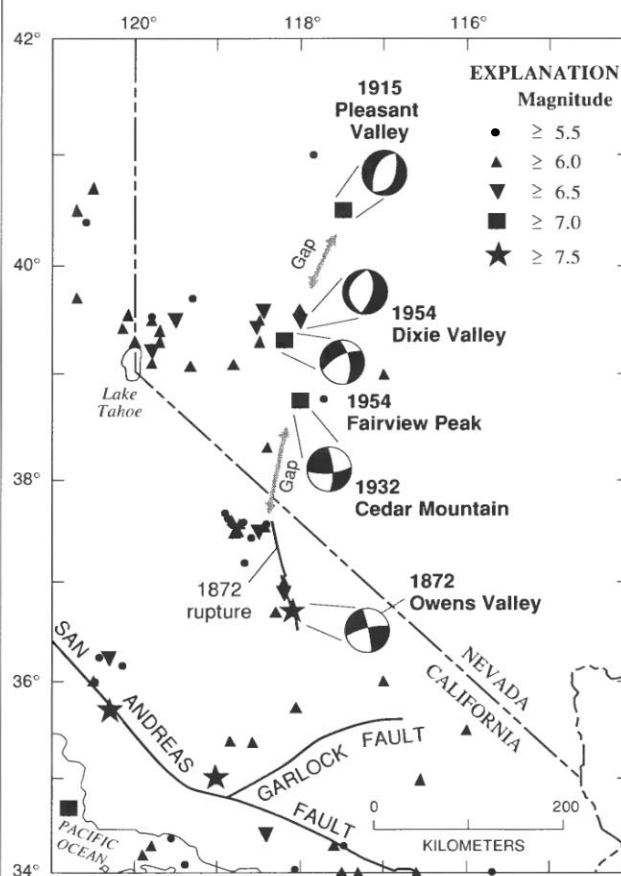 120°
118°
116°
42°
EXPLANATION
Magnitude
≥ 5.5
≥ 6.0
≥ 6.5
≥ 7.0
≥ 7.5
1915
Pleasant
Valley
Gap
40°
1954
Dixie Valley
Lake
Tahoe
1954
Fairview Peak
38°
Gap
1932
Cedar Mountain
1872
rupture
1872
Owens Valley
NEVADA
CALIFORNIA
36°
SAN ANDREAS FAULT
GARLOCK FAULT
0 200
KILOMETERS
PACIFIC
OCEAN
34°